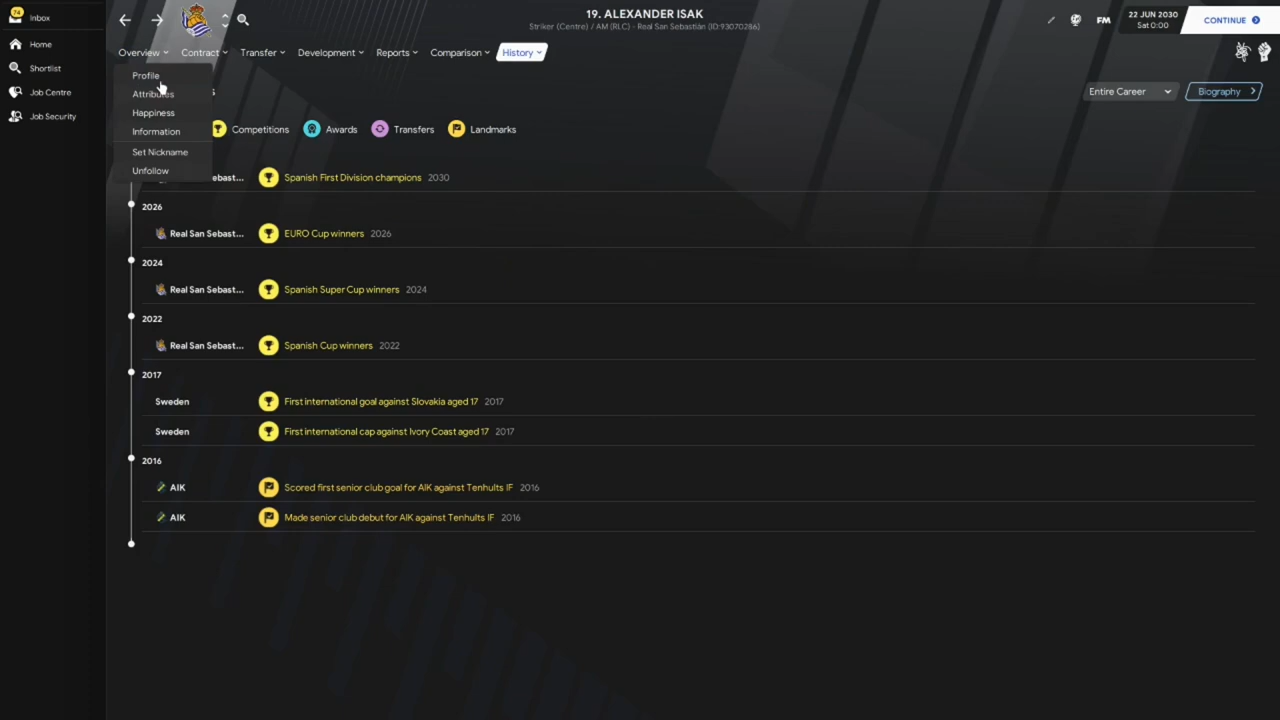 74
Inbox
Home
Shortlist
Job Centre
Job Security
19. ALEXANDER ISAK
Striker (Centre) / AM (RLC) - Real San Sebastián (ID:93070286)
FM
22 JUN 2030
Sat 0:00
CONTINUE
Overview
Contract
Transfer
Development
Reports
Comparison
History
Profile
Attributes
Happiness
Information
Set Nickname
Unfollow
s
Entire Career
Biography
Competitions
Awards
Transfers
Landmarks
ebast... Spanish First Division champions 2030
2026
Real San Sebast... EURO Cup winners 2026
2024
Real San Sebast... Spanish Super Cup winners 2024
2022
Real San Sebast... Spanish Cup winners 2022
2017
Sweden First international goal against Slovakia aged 17 2017
Sweden First international cap against Ivory Coast aged 17 2017
2016
AIK Scored first senior club goal for AIK against Tenhults IF 2016
AIK Made senior club debut for AIK against Tenhults IF 2016